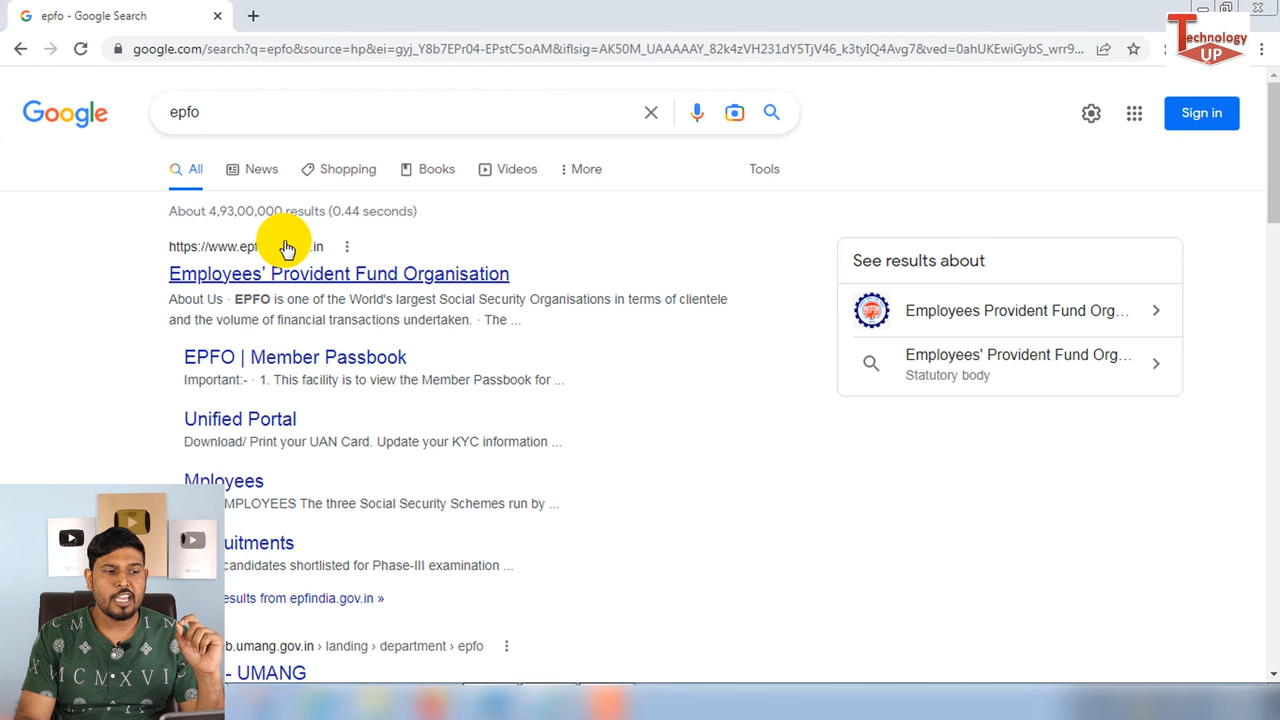 epfo - Google Search
google.com/search?q=epfo&source=hp&ei=gyj_Y8b7EPr04-EPstC5oAM&iflsig=AK50M_UAAAAAY_82k4zVH231dY5TjV46_k3tyIQ4Avg7&ved=0ahUKEwiGybS_wrr9...
Technology
UP
Google
epfo
Sign in
All
News
Shopping
Books
Videos
More
Tools
About 4,93,00,000 results (0.44 seconds)
Employees' Provident Fund Organisation
About Us · EPFO is one of the World's largest Social Security Organisations in terms of clientele
and the volume of financial transactions undertaken. · The ...
EPFO | Member Passbook
Important:- · 1. This facility is to view the Member Passbook for ...
Unified Portal
Download/ Print your UAN Card. Update your KYC information ...
Mployees
MPLOYEES The three Social Security Schemes run by ...
candidates shortlisted for Phase-III examination ...
from epfindia.gov.in »
.umang.gov.in › landing › department › epfo
- UMANG
See results about
Employees Provident Fund Org...
Employees' Provident Fund Org...
Statutory body